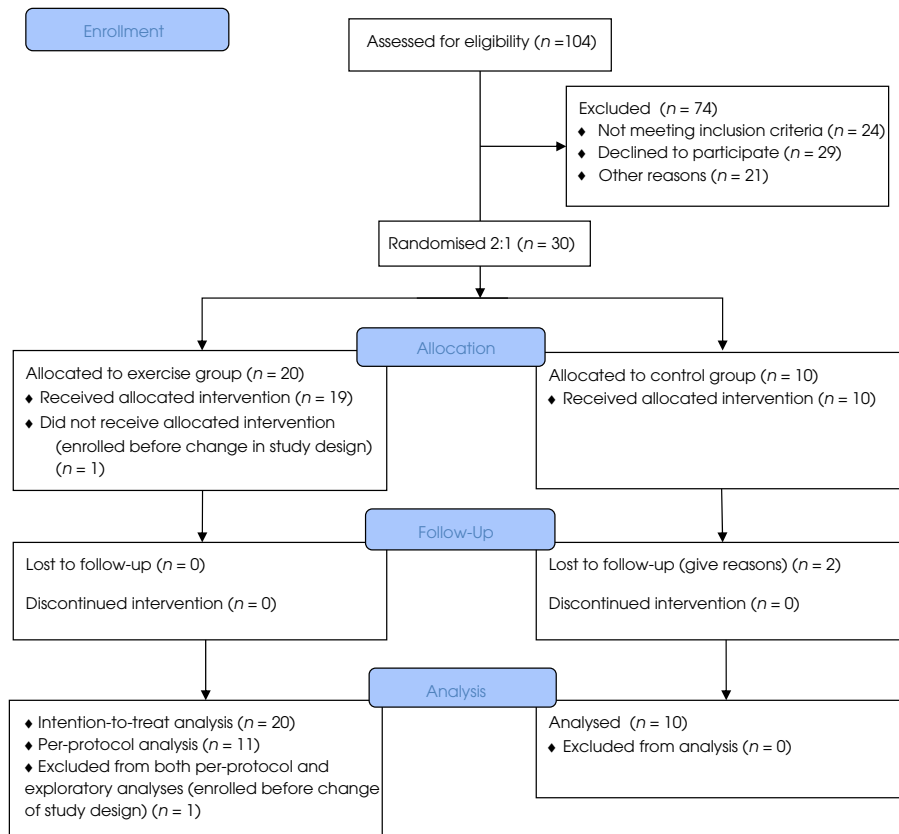 Enrollment
Assessed for eligibility (n =104)
Excluded (n = 74)
♦ Not meeting inclusion criteria (n = 24)
♦ Declined to participate (n = 29)
♦ Other reasons (n = 21)
Randomised 2:1 (n = 30)
Allocation
Allocated to exercise group (n = 20)
♦ Received allocated intervention (n = 19)
♦ Did not receive allocated intervention
(enrolled before change in study design)
(n = 1)
Allocated to control group (n = 10)
♦ Received allocated intervention (n = 10)
Follow-Up
Lost to follow-up (n = 0)
Discontinued intervention (n = 0)
Lost to follow-up (give reasons) (n = 2)
Discontinued intervention (n = 0)
Analysis
♦ Intention-to-treat analysis (n = 20)
♦ Per-protocol analysis (n = 11)
♦ Excluded from both per-protocol and
exploratory analyses (enrolled before change
of study design) (n = 1)
Analysed (n = 10)
♦ Excluded from analysis (n = 0)